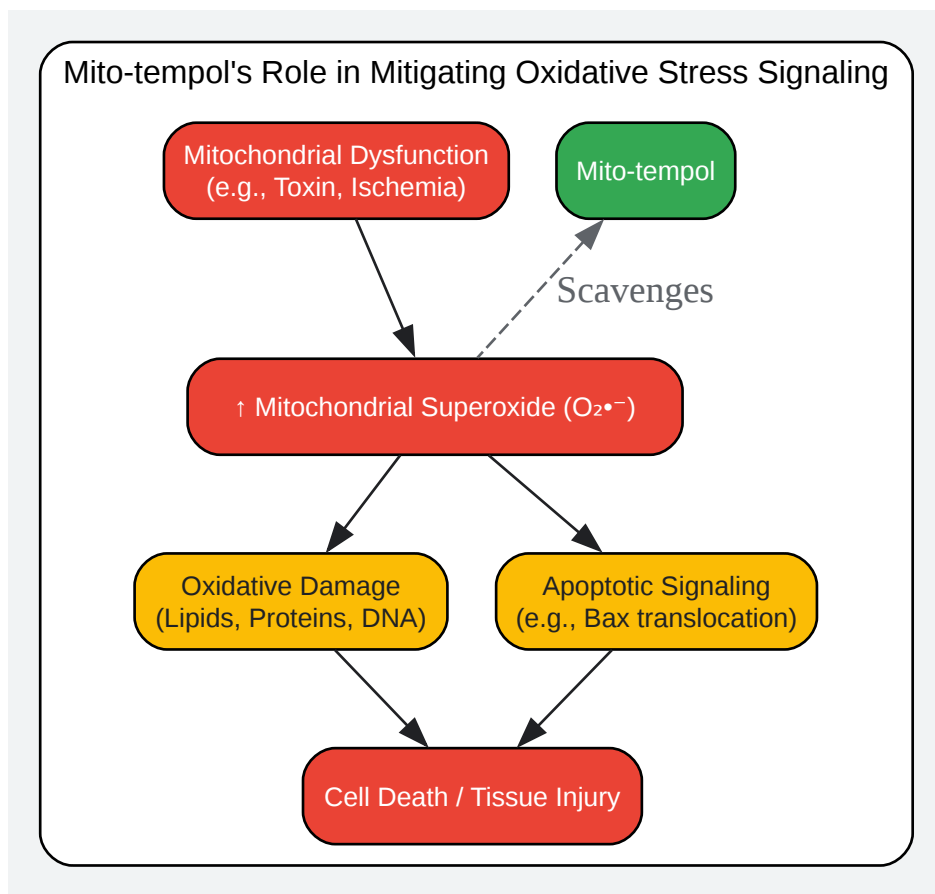 Mito-tempol's Role in Mitigating Oxidative Stress Signaling
Mitochondrial Dysfunction
(e.g., Toxin, Ischemia)
Mito-tempol
Scavenges
↑ Mitochondrial Superoxide (O₂•⁻)
Oxidative Damage
(Lipids, Proteins, DNA)
Apoptotic Signaling
(e.g., Bax translocation)
Cell Death / Tissue Injury